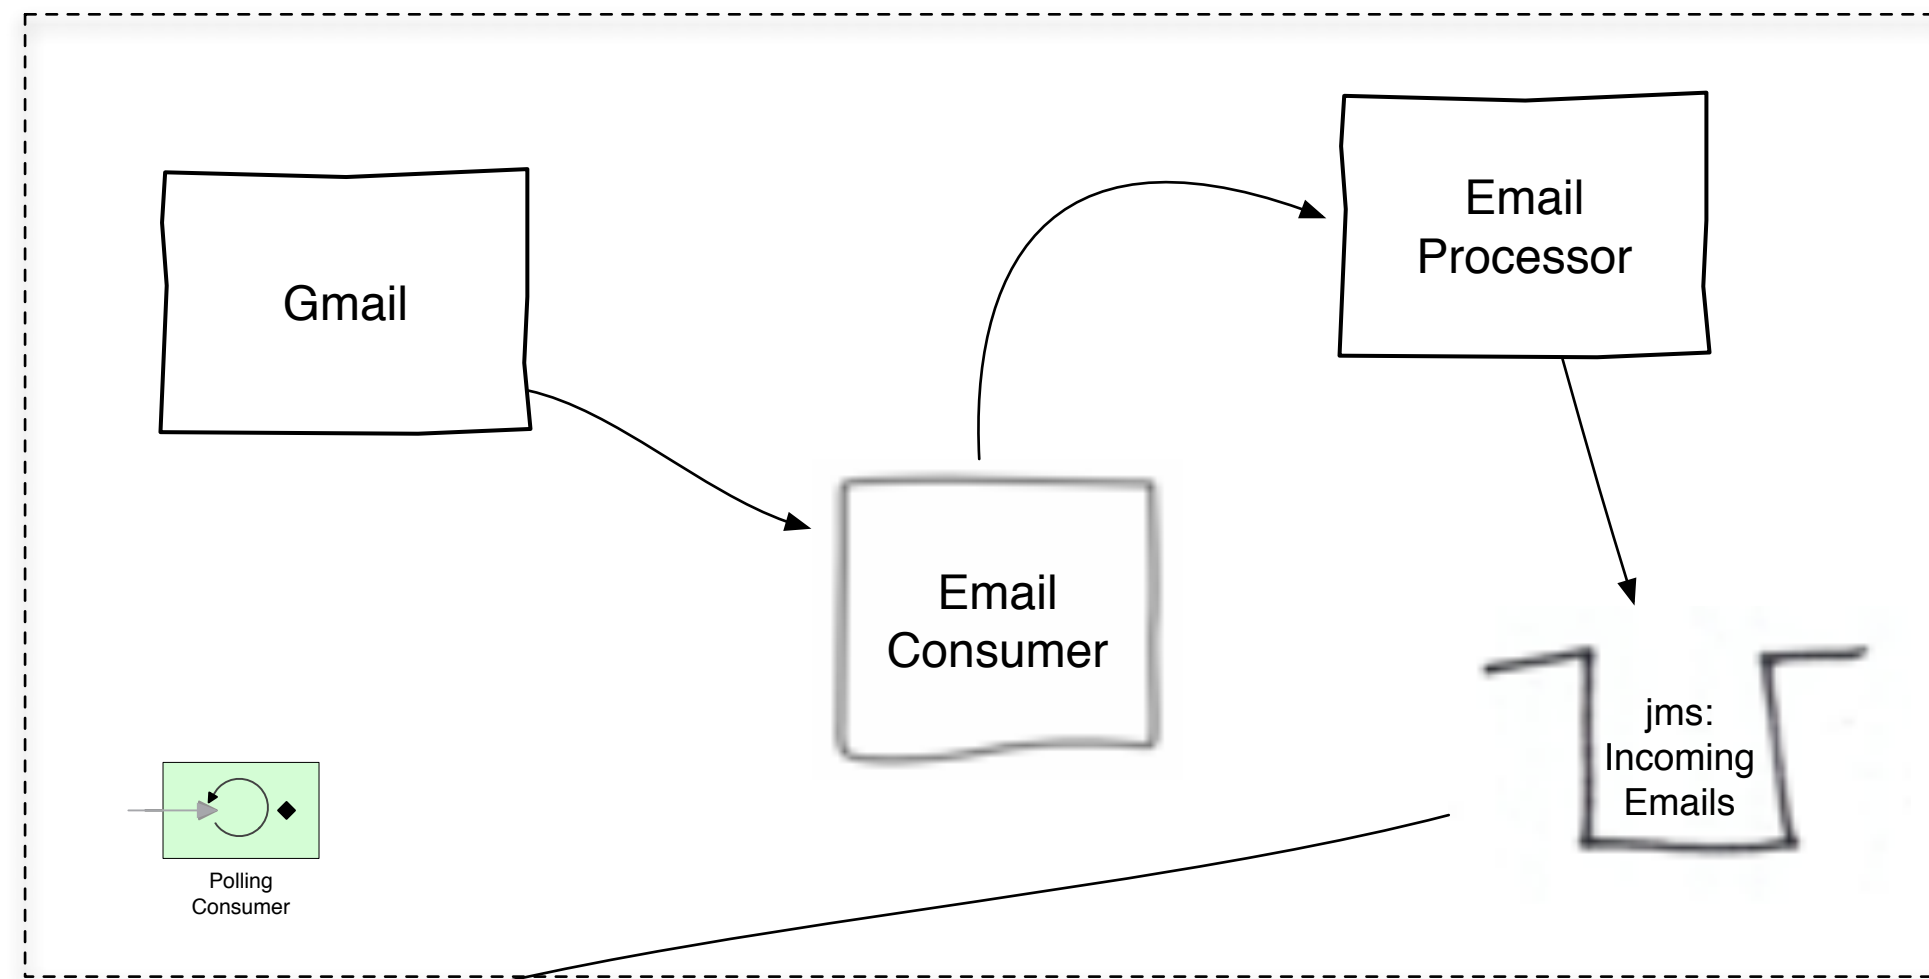 Gmail
Email
Processor
Email
Consumer
jms:
Incoming
Emails
Polling
Consumer